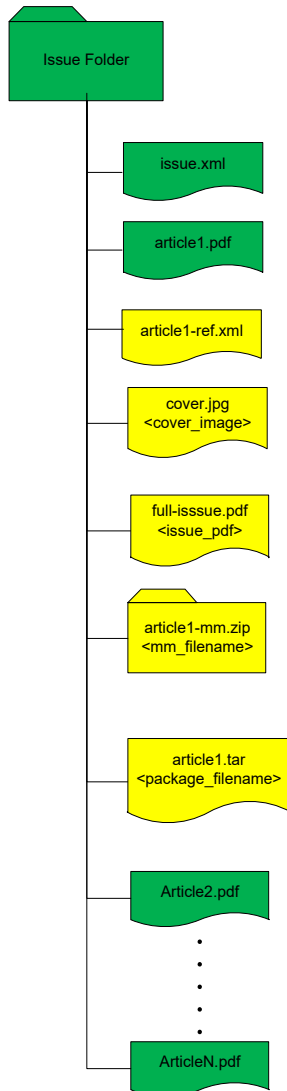 Issue Folder
issue.xml
article1.pdf
article1-ref.xml
cover.jpg
<cover_image>
full-isssue.pdf
<issue_pdf>
article1-mm.zip
<mm_filename>
article1.tar
<package_filename>
Article2.pdf
ArticleN.pdf